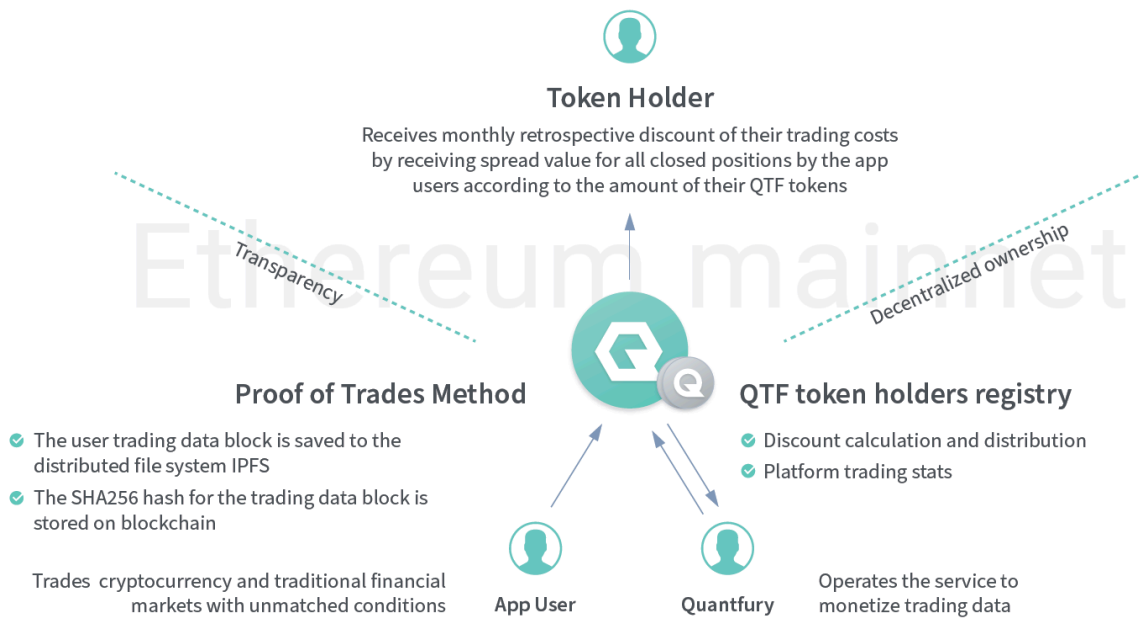 Token Holder
Receives monthly retrospective discount of their trading costs
by receiving spread value for all closed positions by the app
users according to the amount of their QTF tokens
Ethereum mainnet
Transparency
Decentralized ownership
Proof of Trades Method
The user trading data block is saved to the
distributed file system IPFS
The SHA256 hash for the trading data block is
stored on blockchain
QTF token holders registry
Discount calculation and distribution
Platform trading stats
Trades cryptocurrency and traditional financial
markets with unmatched conditions
App User
Quantfury
Operates the service to
monetize trading data